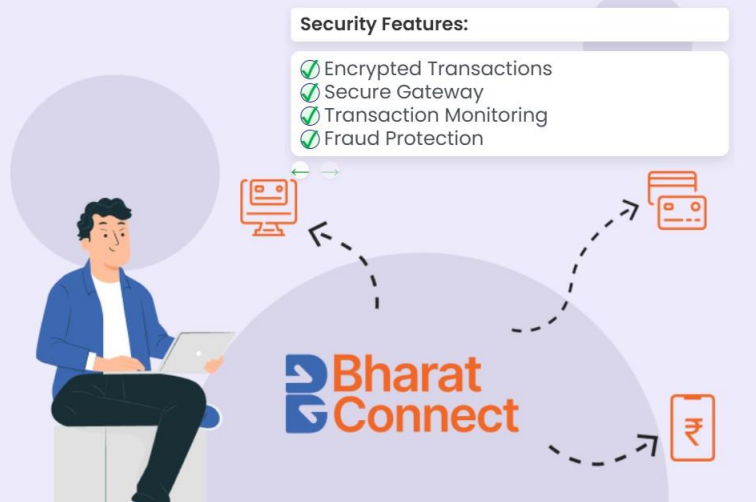 Security Features:
Encrypted Transactions
Secure Gateway
Transaction Monitoring
Fraud Protection
Bharat
Connect
₹